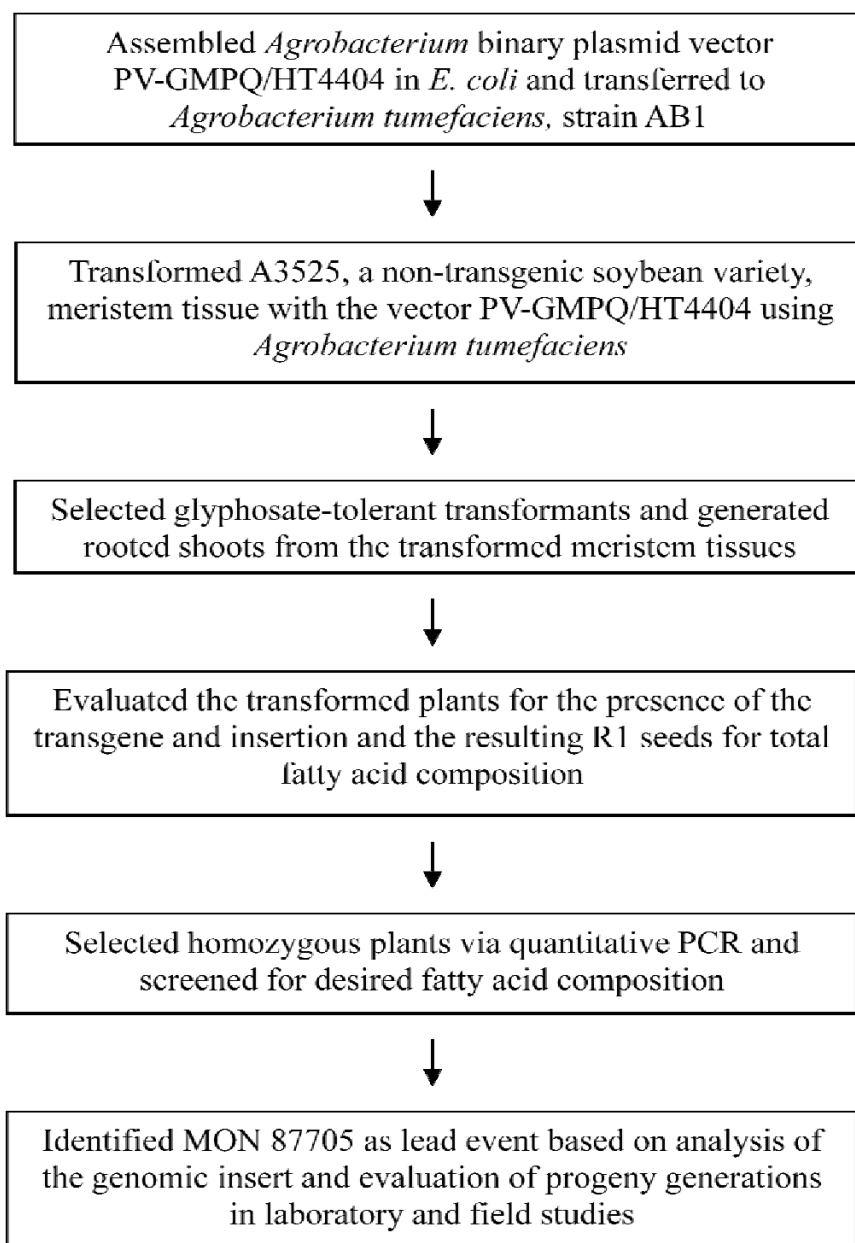 Assembled Agrobacterium binary plasmid vector
PV-GMPQ/HT4404 in E. coli and transferred to
Agrobacterium tumefaciens, strain AB1
Transformed A3525, a non-transgenic soybean variety,
meristem tissue with the vector PV-GMPQ/HT4404 using
Agrobacterium tumefaciens
Selected glyphosate-tolerant transformants and generated
rooted shoots from the transformed meristem tissues
Evaluated the transformed plants for the presence of the
transgene and insertion and the resulting R1 seeds for total
fatty acid composition
Selected homozygous plants via quantitative PCR and
screened for desired fatty acid composition
Identified MON 87705 as lead event based on analysis of
the genomic insert and evaluation of progeny generations
in laboratory and field studies